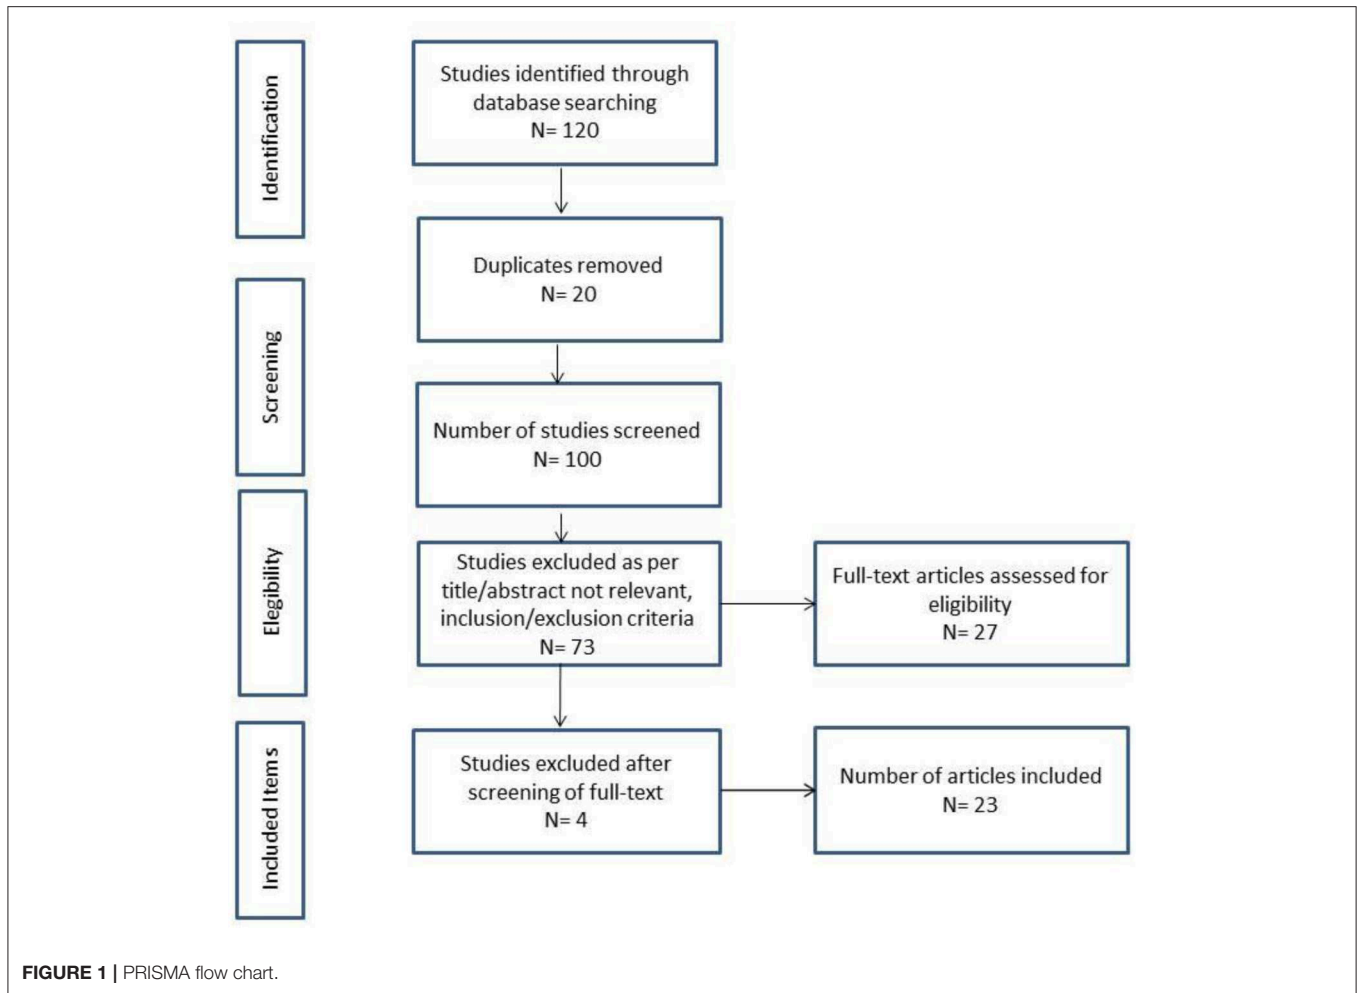 Identification
Studies identified through
database searching
N= 120
Duplicates removed
N= 20
Screening
Number of studies screened
N= 100
Elegibility
Studies excluded as per
title/abstract not relevant,
inclusion/exclusion criteria
N= 73
Full-text articles assessed for
eligibility
N= 27
Included Items
Studies excluded after
screening of full-text
N= 4
Number of articles included
N= 23
FIGURE 1 | PRISMA flow chart.